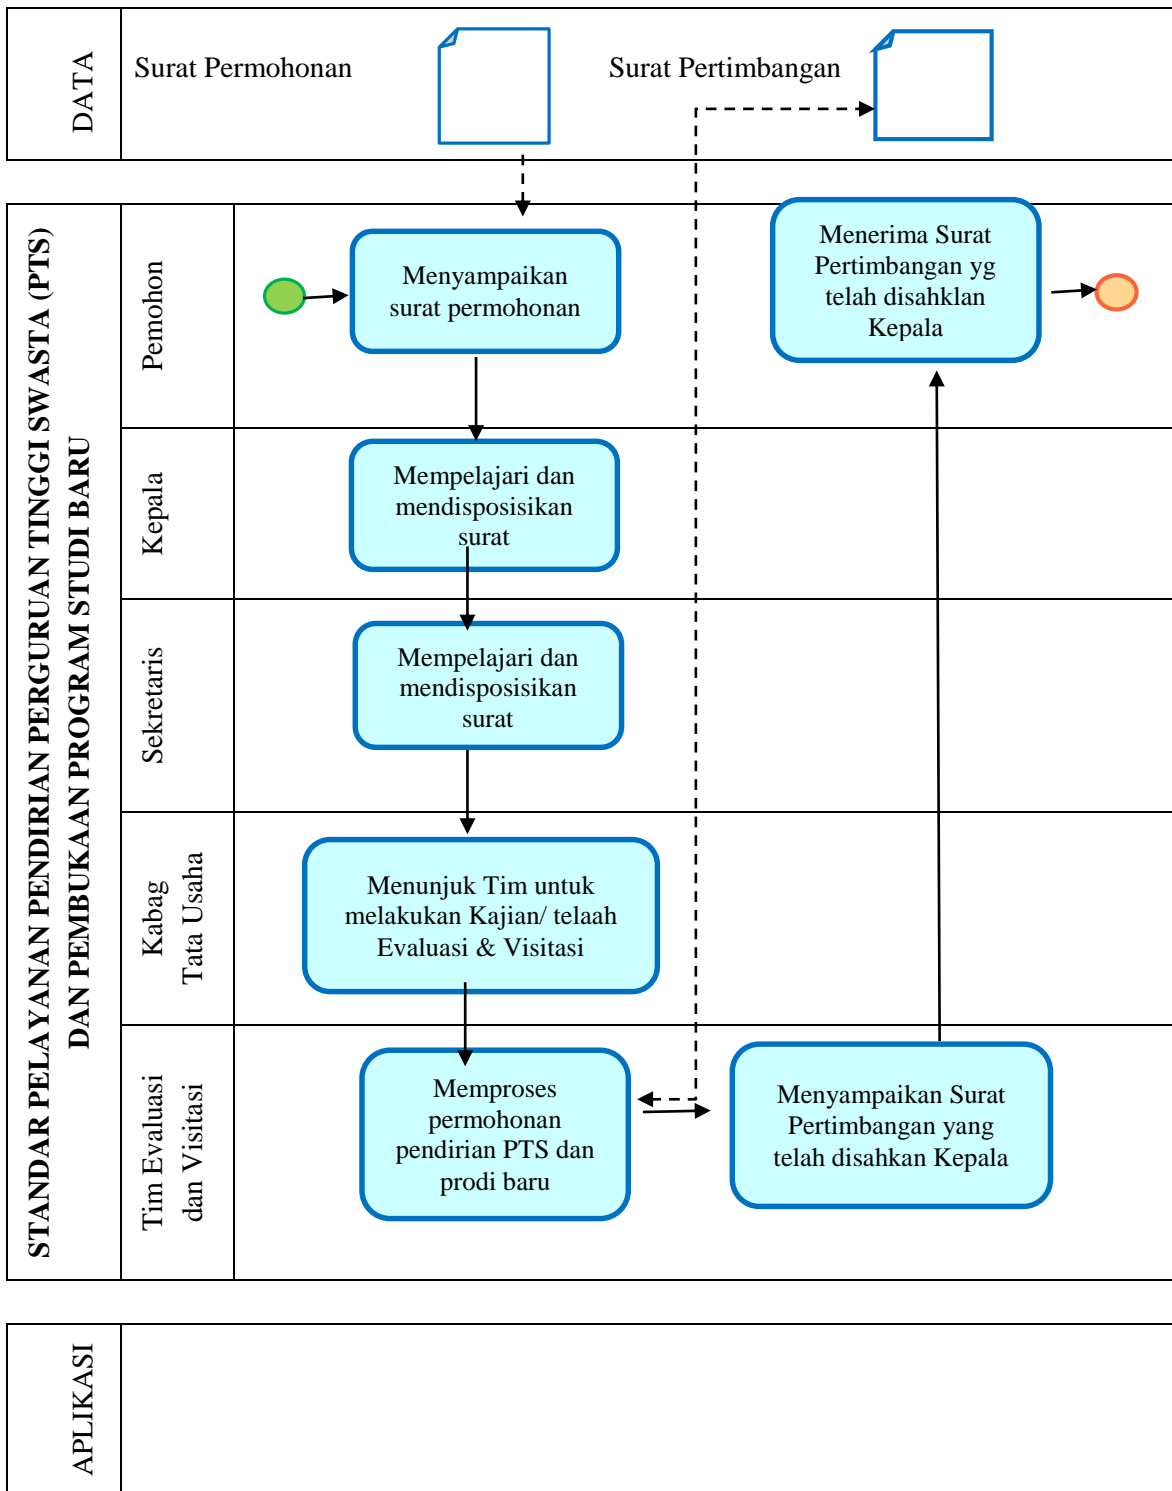 DATA
Surat Permohonan
Surat Pertimbangan
STANDAR PELAYANAN PENDIRIAN PERGURUAN TINGGI SWASTA (PTS)
DAN PEMBUKAAN PROGRAM STUDI BARU
Pemohon
Menyampaikan
surat permohonan
Menerima Surat
Pertimbangan yg
telah disahklan
Kepala
Kepala
Mempelajari dan
mendisposisikan
surat
Sekretaris
Mempelajari dan
mendisposisikan
surat
Kabag
Tata Usaha
Menunjuk Tim untuk
melakukan Kajian/ telaah
Evaluasi & Visitasi
Tim Evaluasi
dan Visitasi
Memproses
permohonan
pendirian PTS dan
prodi baru
Menyampaikan Surat
Pertimbangan yang
telah disahkan Kepala
APLIKASI